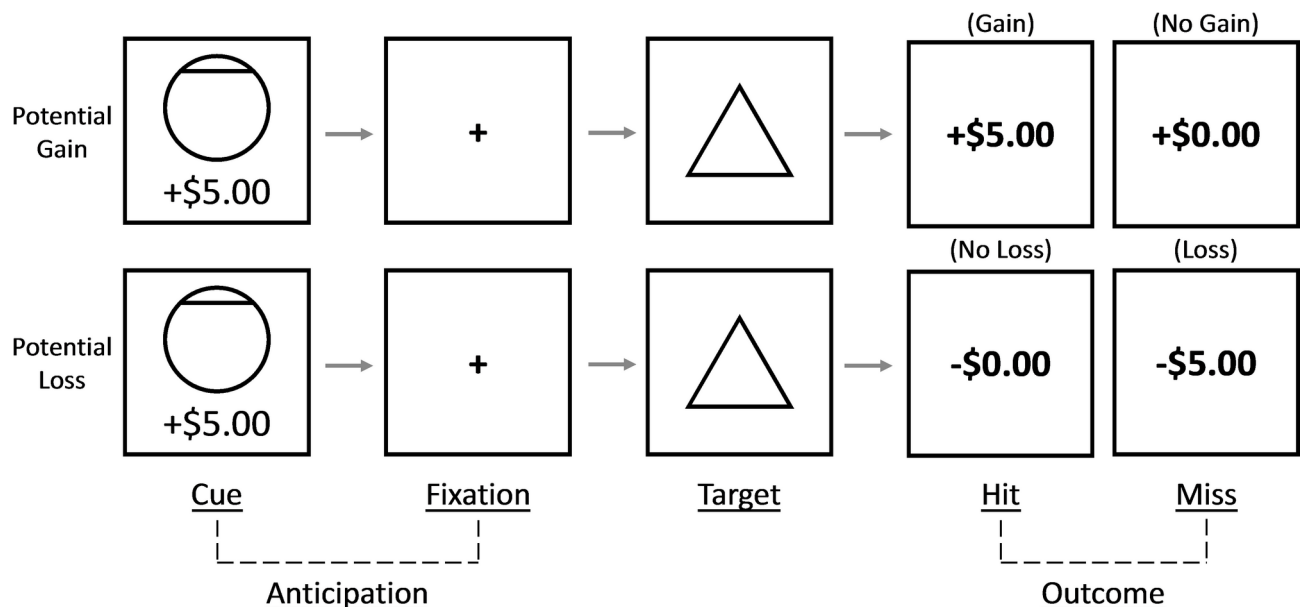 (Gain)
(No Gain)
Potential
Gain
+$5.00
+
+$5.00
+$0.00
(No Loss)
(Loss)
Potential
Loss
+$5.00
+
-$0.00
-$5.00
Cue
Fixation
Target
Hit
Miss
Anticipation
Outcome